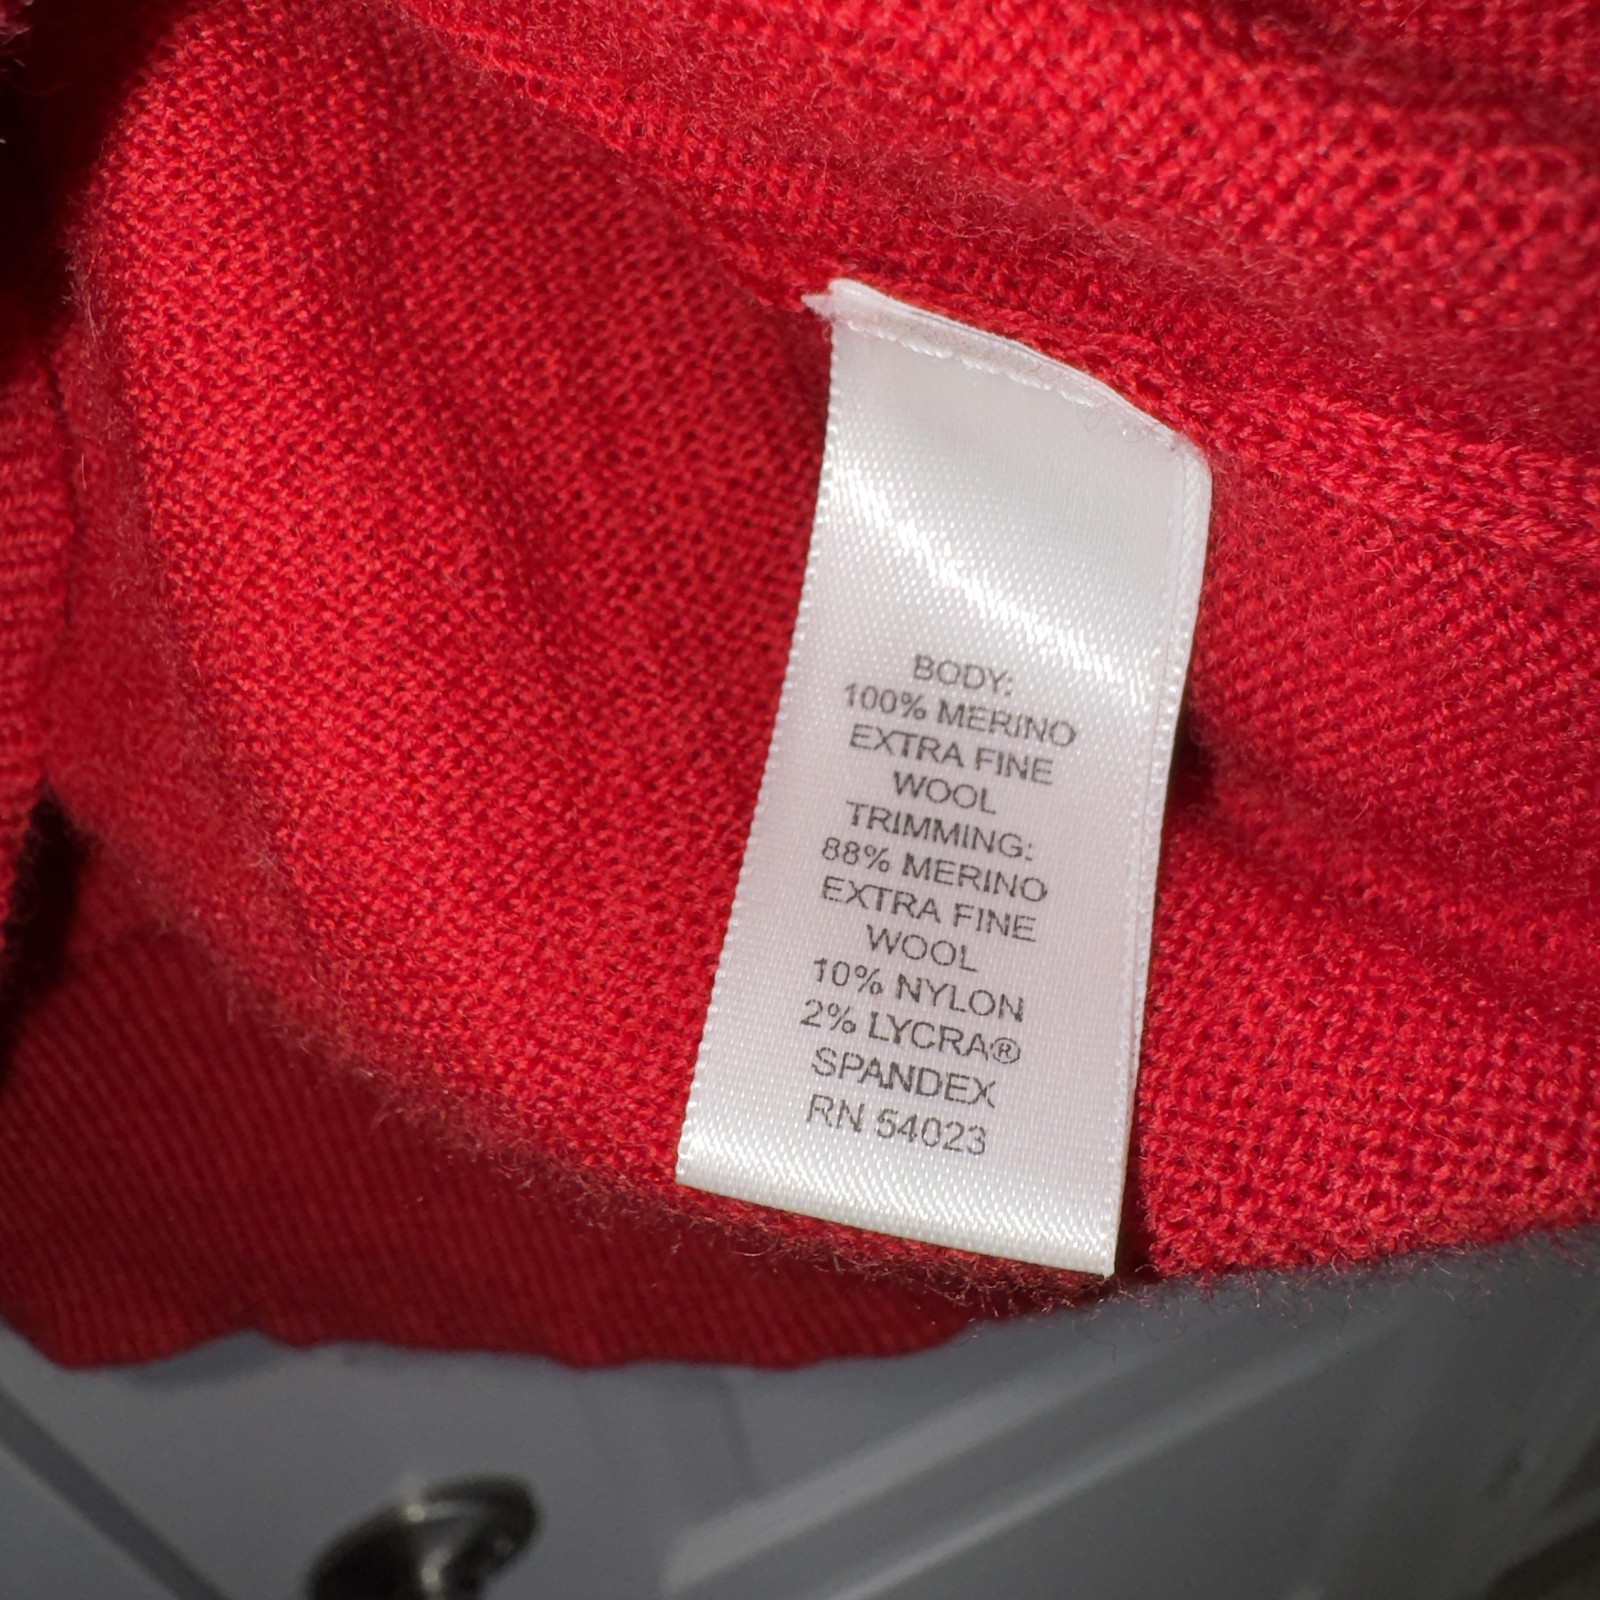 BODY:
100% MERINO
EXTRA FINE
WOOL
TRIMMING:
88% MERINO
EXTRA FINE
WOOL
10% NYLON
2% LYCRA®
SPANDEX
RN 54023